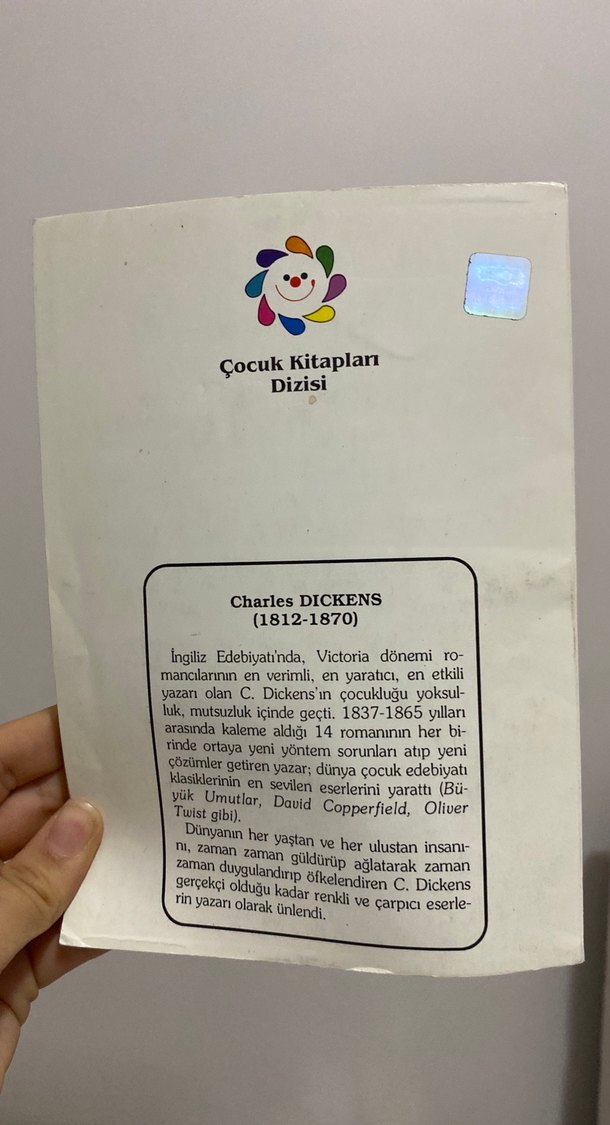 Çocuk Kitapları
Dizisi
Charles DICKENS
(1812-1870)
İngiliz Edebiyatı'nda, Victoria dönemi ro-
mancılarının en verimli, en yaratıcı, en etkili
yazarı olan C. Dickens'ın çocukluğu yoksul-
luk, mutsuzluk içinde geçti. 1837-1865 yılları
arasında kaleme aldığı 14 romanının her bi-
rinde ortaya yeni yöntem sorunları atıp yeni
çözümler getiren yazar; dünya çocuk edebiyatı
klasiklerinin en sevilen eserlerini yarattı (Bü-
yük Umutlar, David Copperfield, Oliver
Twist gibi).
Dünyanın her yaştan ve her ulustan insanı-
nı, zaman zaman güldürüp ağlatarak zaman
zaman duygulandırıp öfkelendiren C. Dickens
gerçekçi olduğu kadar renkli ve çarpıcı eserle-
rin yazarı olarak ünlendi.